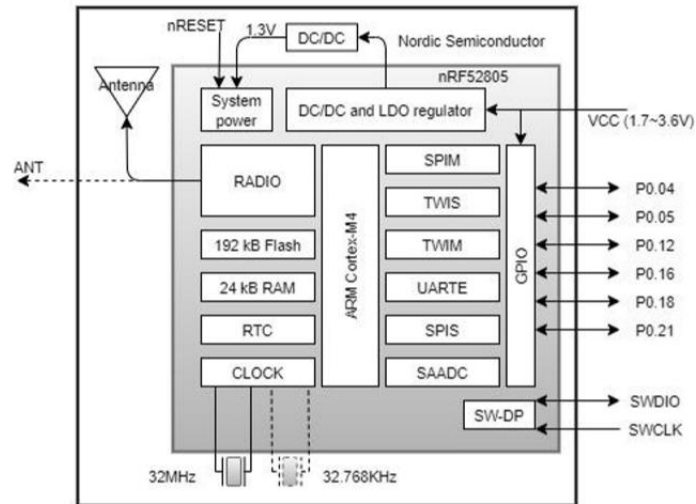 nRESET
1.3V
DC/DC
Nordic Semiconductor
nRF52805
Antenna
System
power
DC/DC and LDO regulator
VCC (1.7~3.6V)
ANT
RADIO
192 kB Flash
24 kB RAM
RTC
CLOCK
ARM Cortex-M4
SPIM
TWIS
TWIM
UARTE
SPIS
SAADC
GPIO
P0.04
P0.05
P0.12
P0.16
P0.18
P0.21
SW-DP
SWDIO
SWCLK
32MHz
32.768KHz